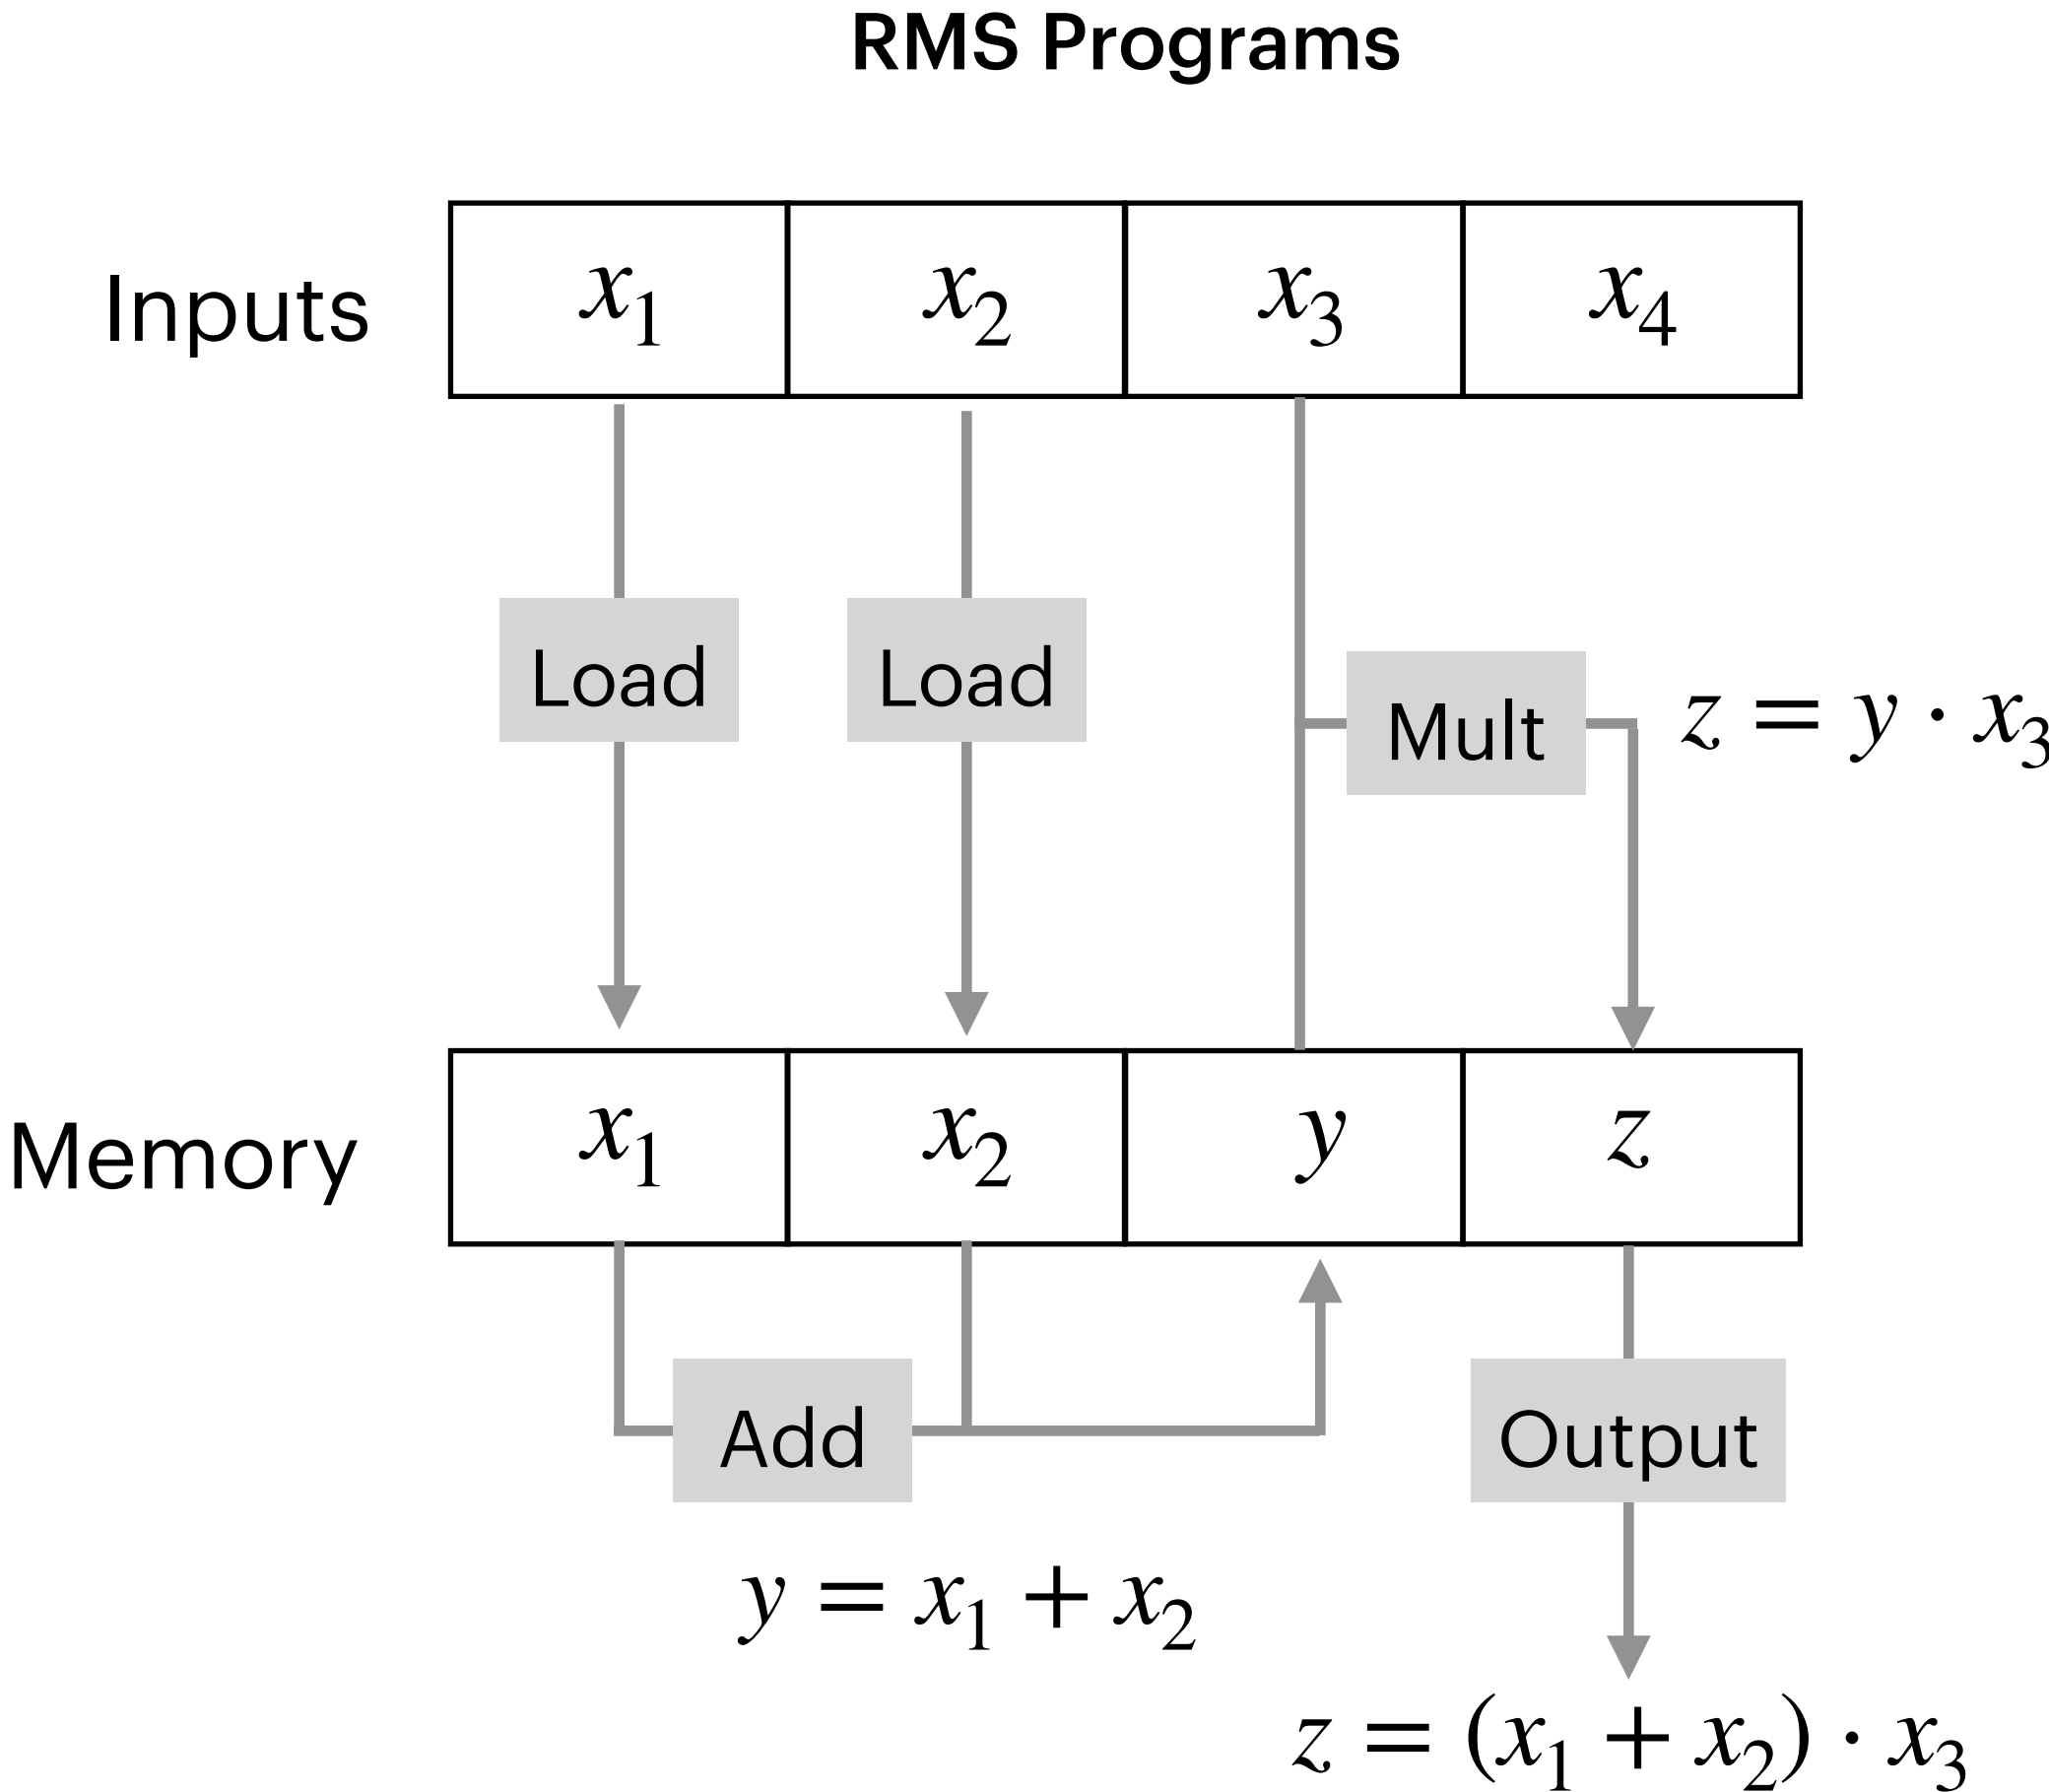 RMS Programs
Inputs x₁ x₂ x₃ x₄
Load Load
Mult z = y · x₃
Memory x₁ x₂ y z
Add Output
y = x₁ + x₂
z = (x₁ + x₂) · x₃